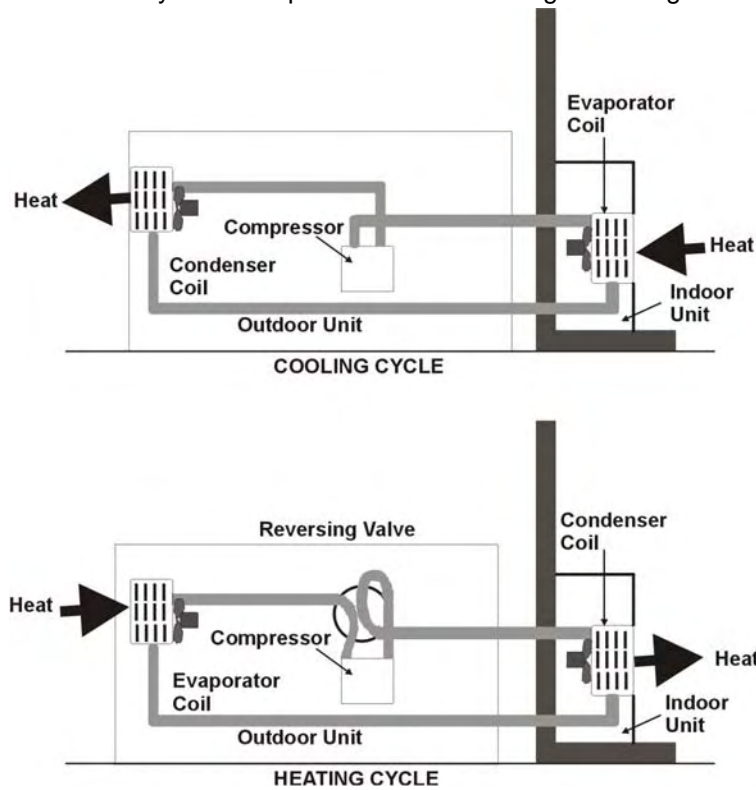 Evaporator
Coil
Heat
Compressor
Heat
Condenser
Coil
Indoor
Unit
Outdoor Unit
COOLING CYCLE
Condenser
Coil
Reversing Valve
Heat
Compressor
Heat
Evaporator
Coil
Indoor
Unit
Outdoor Unit
HEATING CYCLE